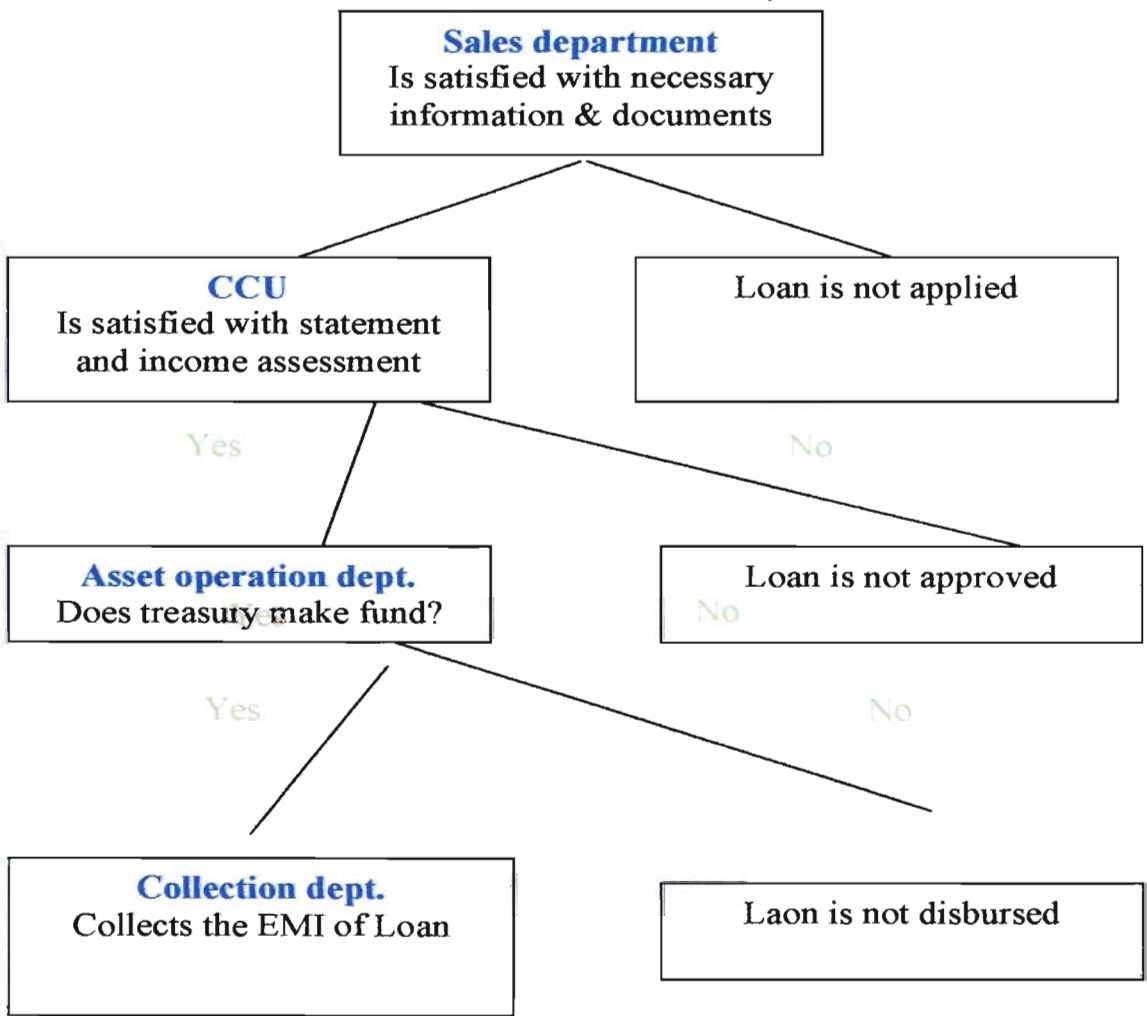 Sales department
Is satisfied with necessary
information & documents
CCU
Is satisfied with statement
and income assessment
Loan is not applied
Yes
No
Asset operation dept.
Does treasury make fund?
Yes
Loan is not approved
No
Yes
No
Collection dept.
Collects the EMI of Loan
Laon is not disbursed